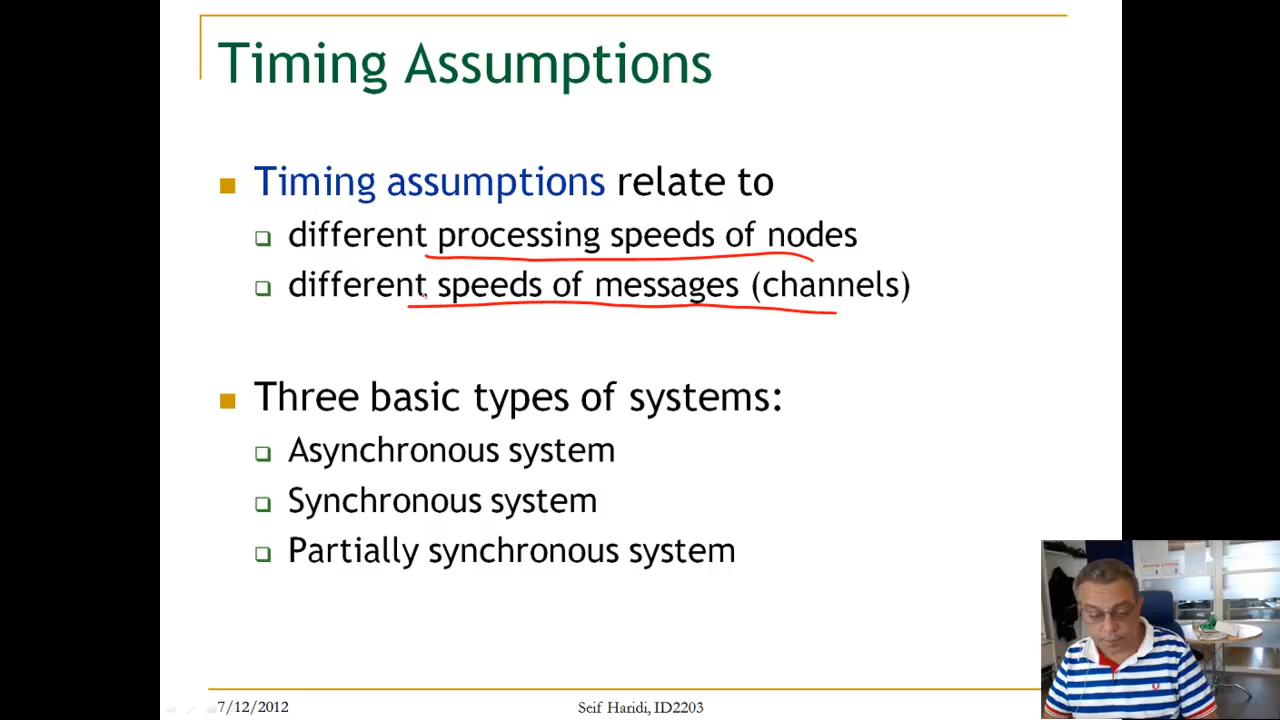 Timing Assumptions
Timing assumptions relate to
different processing speeds of nodes
different speeds of messages (channels)
Three basic types of systems:
Asynchronous system
Synchronous system
Partially synchronous system
7/12/2012
Seif Haridi, ID2203